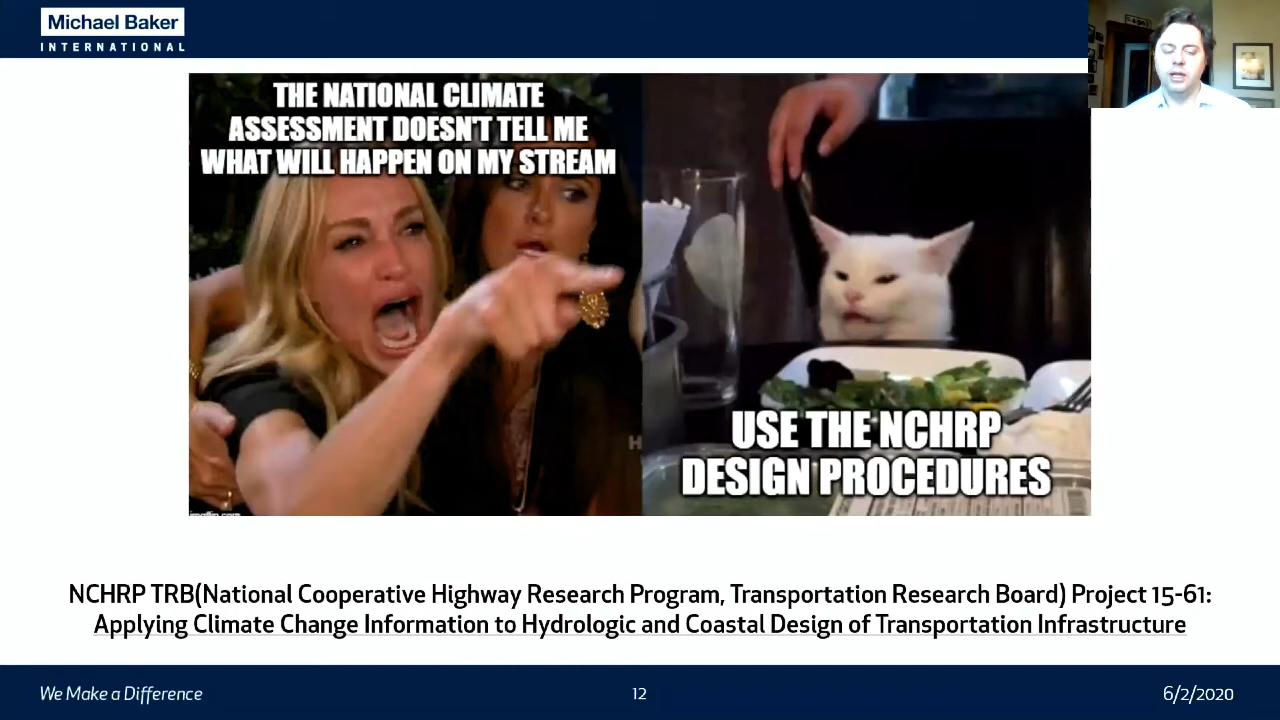 Michael Baker
INTERNATIONAL
THE NATIONAL CLIMATE
ASSESSMENT DOESN'T TELL ME
WHAT WILL HAPPEN ON MY STREAM
USE THE NCHRP
DESIGN PROCEDURES
imgflip.com
NCHRP TRB(National Cooperative Highway Research Program, Transportation Research Board) Project 15-61:
Applying Climate Change Information to Hydrologic and Coastal Design of Transportation Infrastructure
We Make a Difference
12
6/2/2020